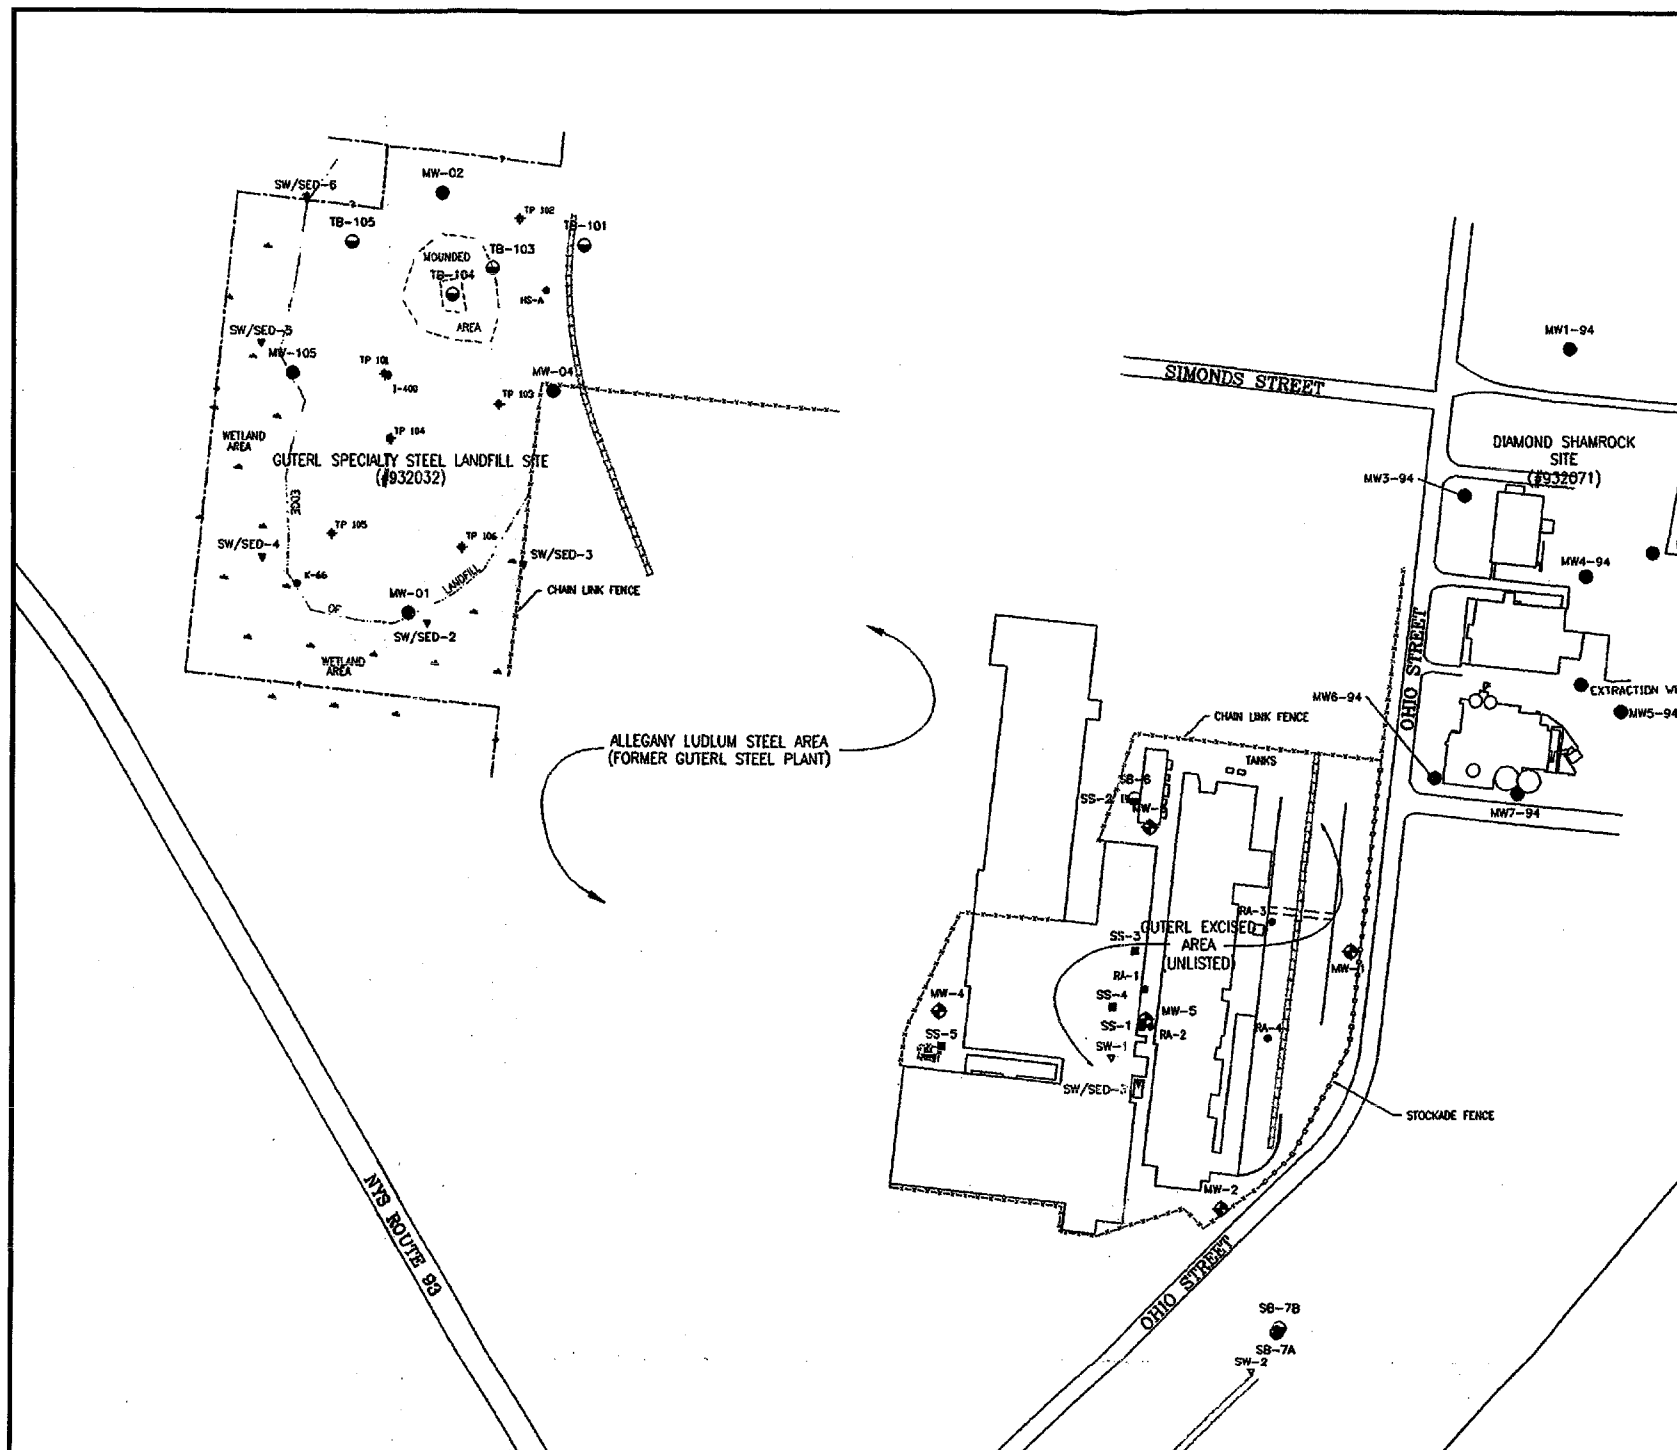 MW-02
SW/SED-6
TP 102
TB-105
TB-101
TB-103
MOUNDED
TB-104
HS-A
AREA
SW/SED-5
MW-105
TP 101
MW-04
TP 103
TP 104
WETLAND
AREA
GUTERL SPECIALTY STEEL LANDFILL SITE
(#932032)
EDGE
OF
LANDFILL
TP 105
TP 106
SW/SED-4
SW/SED-3
K-66
MW-01
SW/SED-2
CHAIN LINK FENCE
WETLAND
AREA
MW1-94
SIMONDS STREET
DIAMOND SHAMROCK
SITE
(#932071)
MW3-94
MW4-94
OHIO STREET
MW6-94
MW5-94
MW7-94
ALLEGANY LUDLUM STEEL AREA
(FORMER GUTERL STEEL PLANT)
CHAIN LINK FENCE
TANKS
SB-6
SS-2
RA-3
GUTERL EXCISED
AREA
(UNLISTED)
SS-3
RA-1
MW-4
SS-4
MW-5
SS-1
RA-2
RA-4
SS-5
SW-1
SW/SED-3
STOCKADE FENCE
MW-2
NYS ROUTE 93
OHIO STREET
SB-7B
SB-7A
SW-2